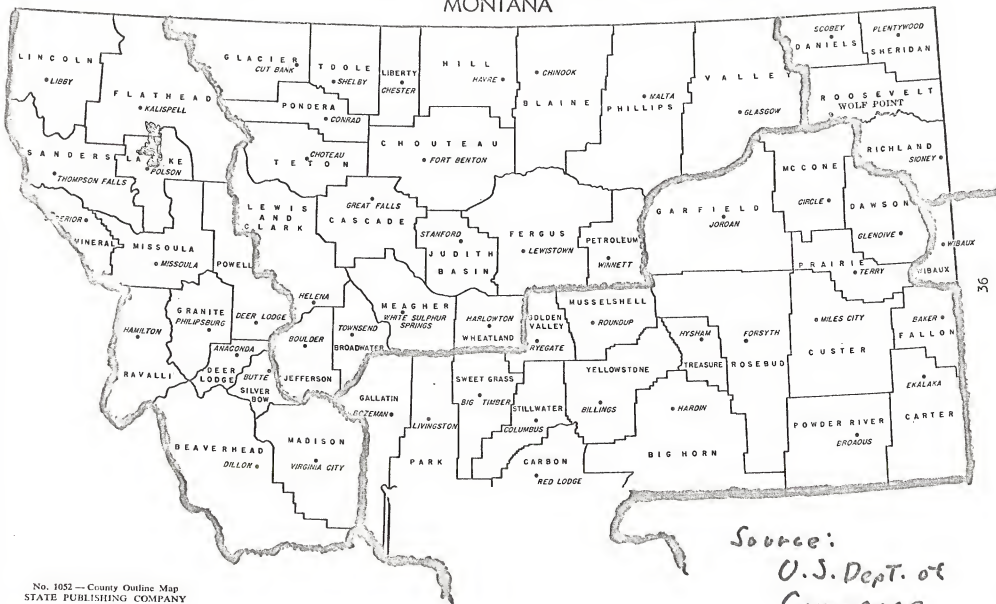 MONTANA
LINCOLN
LIBBY
FLATHEAD
KALISPELL
GLACIER
CUT BANK
TOOLE
SHELBY
LIBERTY
CHESTER
HILL
HAVRE
CHINOOK
BLAINE
PHILLIPS
MALTA
VALLEY
GLASGOW
SCOBEY
DANIELS
PLENTYWOOD
SHERIDAN
ROOSEVELT
WOLF POINT
PONDERA
CONRAD
TETON
CHOTEAU
CHOUTEAU
FORT BENTON
SANDERS
THOMPSON FALLS
LAKE
POLSON
LEWIS
AND
CLARK
GREAT FALLS
CASCADE
STANFORD
JUDITH
BASIN
FERGUS
LEWISTOWN
PETROLEUM
WINNETT
GARFIELD
JORDAN
MCCONE
CIRCLE
RICHLAND
SIDNEY
DAWSON
GLENDIVE
WIBAUX
WIBAUX
PRAIRIE
TERRY
MINERAL
MISSOULA
MISSOULA
POWELL
GRANITE
PHILIPSBURG
DEER LODGE
HELENA
HAMILTON
RAVALLI
ANACONDA
DEER
LODGE
BUTTE
SILVER
BOW
BOULDER
JEFFERSON
TOWNSEND
BROADWATER
MEAGHER
WHITE SULPHUR
SPRINGS
HARLOWTON
WHEATLAND
GOLDEN
VALLEY
RYEGATE
MUSSELSHELL
ROUNDUP
HYSHAM
TREASURE
FORSYTH
ROSEBUD
MILES CITY
CUSTER
BAKER
FALLON
EKALAKA
CARTER
POWDER RIVER
BROADUS
BEAVERHEAD
DILLON
MADISON
VIRGINIA CITY
GALLATIN
BOZEMAN
LIVINGSTON
PARK
SWEET GRASS
BIG TIMBER
STILLWATER
COLUMBUS
YELLOWSTONE
BILLINGS
CARBON
RED LODGE
HARDIN
BIG HORN
36
Source:
U.S. Dept. of
No. 1052 — County Outline Map
STATE PUBLISHING COMPANY